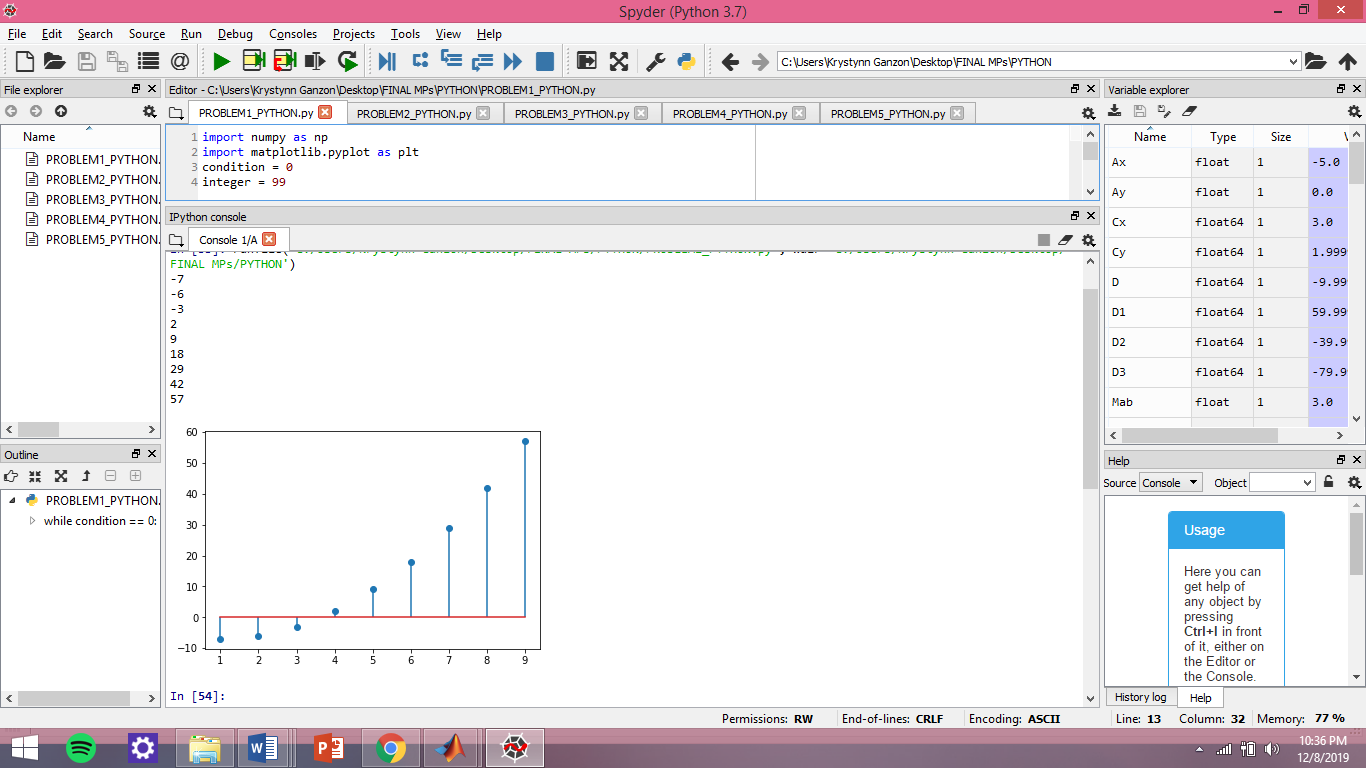 Spyder (Python 3.7)
File Edit Search Source Run Debug Consoles Projects Tools View Help
C:\Users\Krystynn Ganzon\Desktop\FINAL MPs\PYTHON
File explorer
Name
PROBLEM1_PYTHON.
PROBLEM2_PYTHON.
PROBLEM3_PYTHON.
PROBLEM4_PYTHON.
PROBLEM5_PYTHON.
Outline
PROBLEM1_PYTHON.
while condition == 0:
Editor - C:\Users\Krystynn Ganzon\Desktop\FINAL MPs\PYTHON\PROBLEM1_PYTHON.py
PROBLEM1_PYTHON.py PROBLEM2_PYTHON.py PROBLEM3_PYTHON.py PROBLEM4_PYTHON.py PROBLEM5_PYTHON.py
1 import numpy as np
2 import matplotlib.pyplot as plt
3 condition = 0
4 integer = 99
IPython console
Console 1/A
FINAL MPs/PYTHON')
-7
-6
-3
2
9
18
29
42
57
60
50
40
30
20
10
0
−10
1 2 3 4 5 6 7 8 9
In [54]:
Variable explorer
Name Type Size
Ax float 1 -5.0
Ay float 1 0.0
Cx float64 1 3.0
Cy float64 1 1.999
D float64 1 -9.99
D1 float64 1 59.99
D2 float64 1 -39.9
D3 float64 1 -79.9
Mab float 1 3.0
Help
Source Console Object
Usage
Here you can
get help of
any object by
pressing
Ctrl+I in front
of it, either on
the Editor or
the Console.
History log Help
Permissions: RW End-of-lines: CRLF Encoding: ASCII Line: 13 Column: 32 Memory: 77 %
10:36 PM
12/8/2019